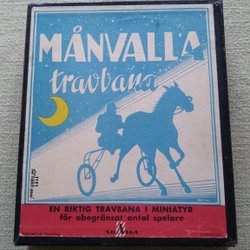 MÅNVALLA
travbana
EN RIKTIG TRAVBANA I MINIATYR
för obegränsat antal spelare